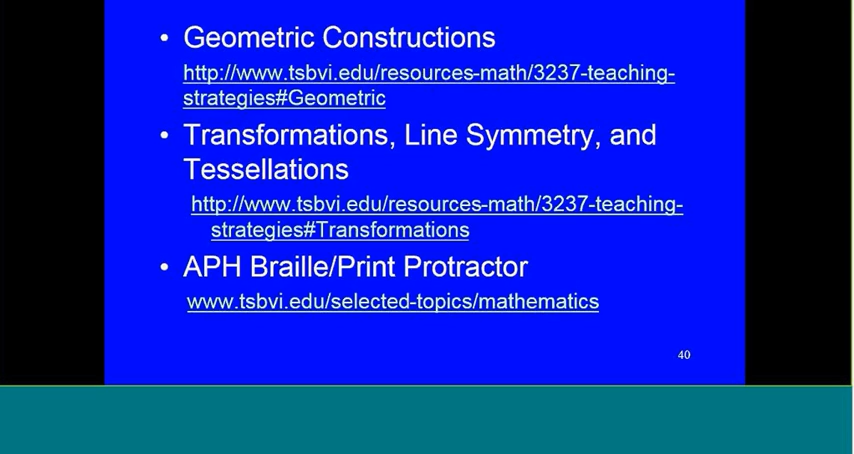 • Geometric Constructions
http://www.tsbvi.edu/resources-math/3237-teaching-
strategies#Geometric
• Transformations, Line Symmetry, and
Tessellations
http://www.tsbvi.edu/resources-math/3237-teaching-
strategies#Transformations
• APH Braille/Print Protractor
www.tsbvi.edu/selected-topics/mathematics
40